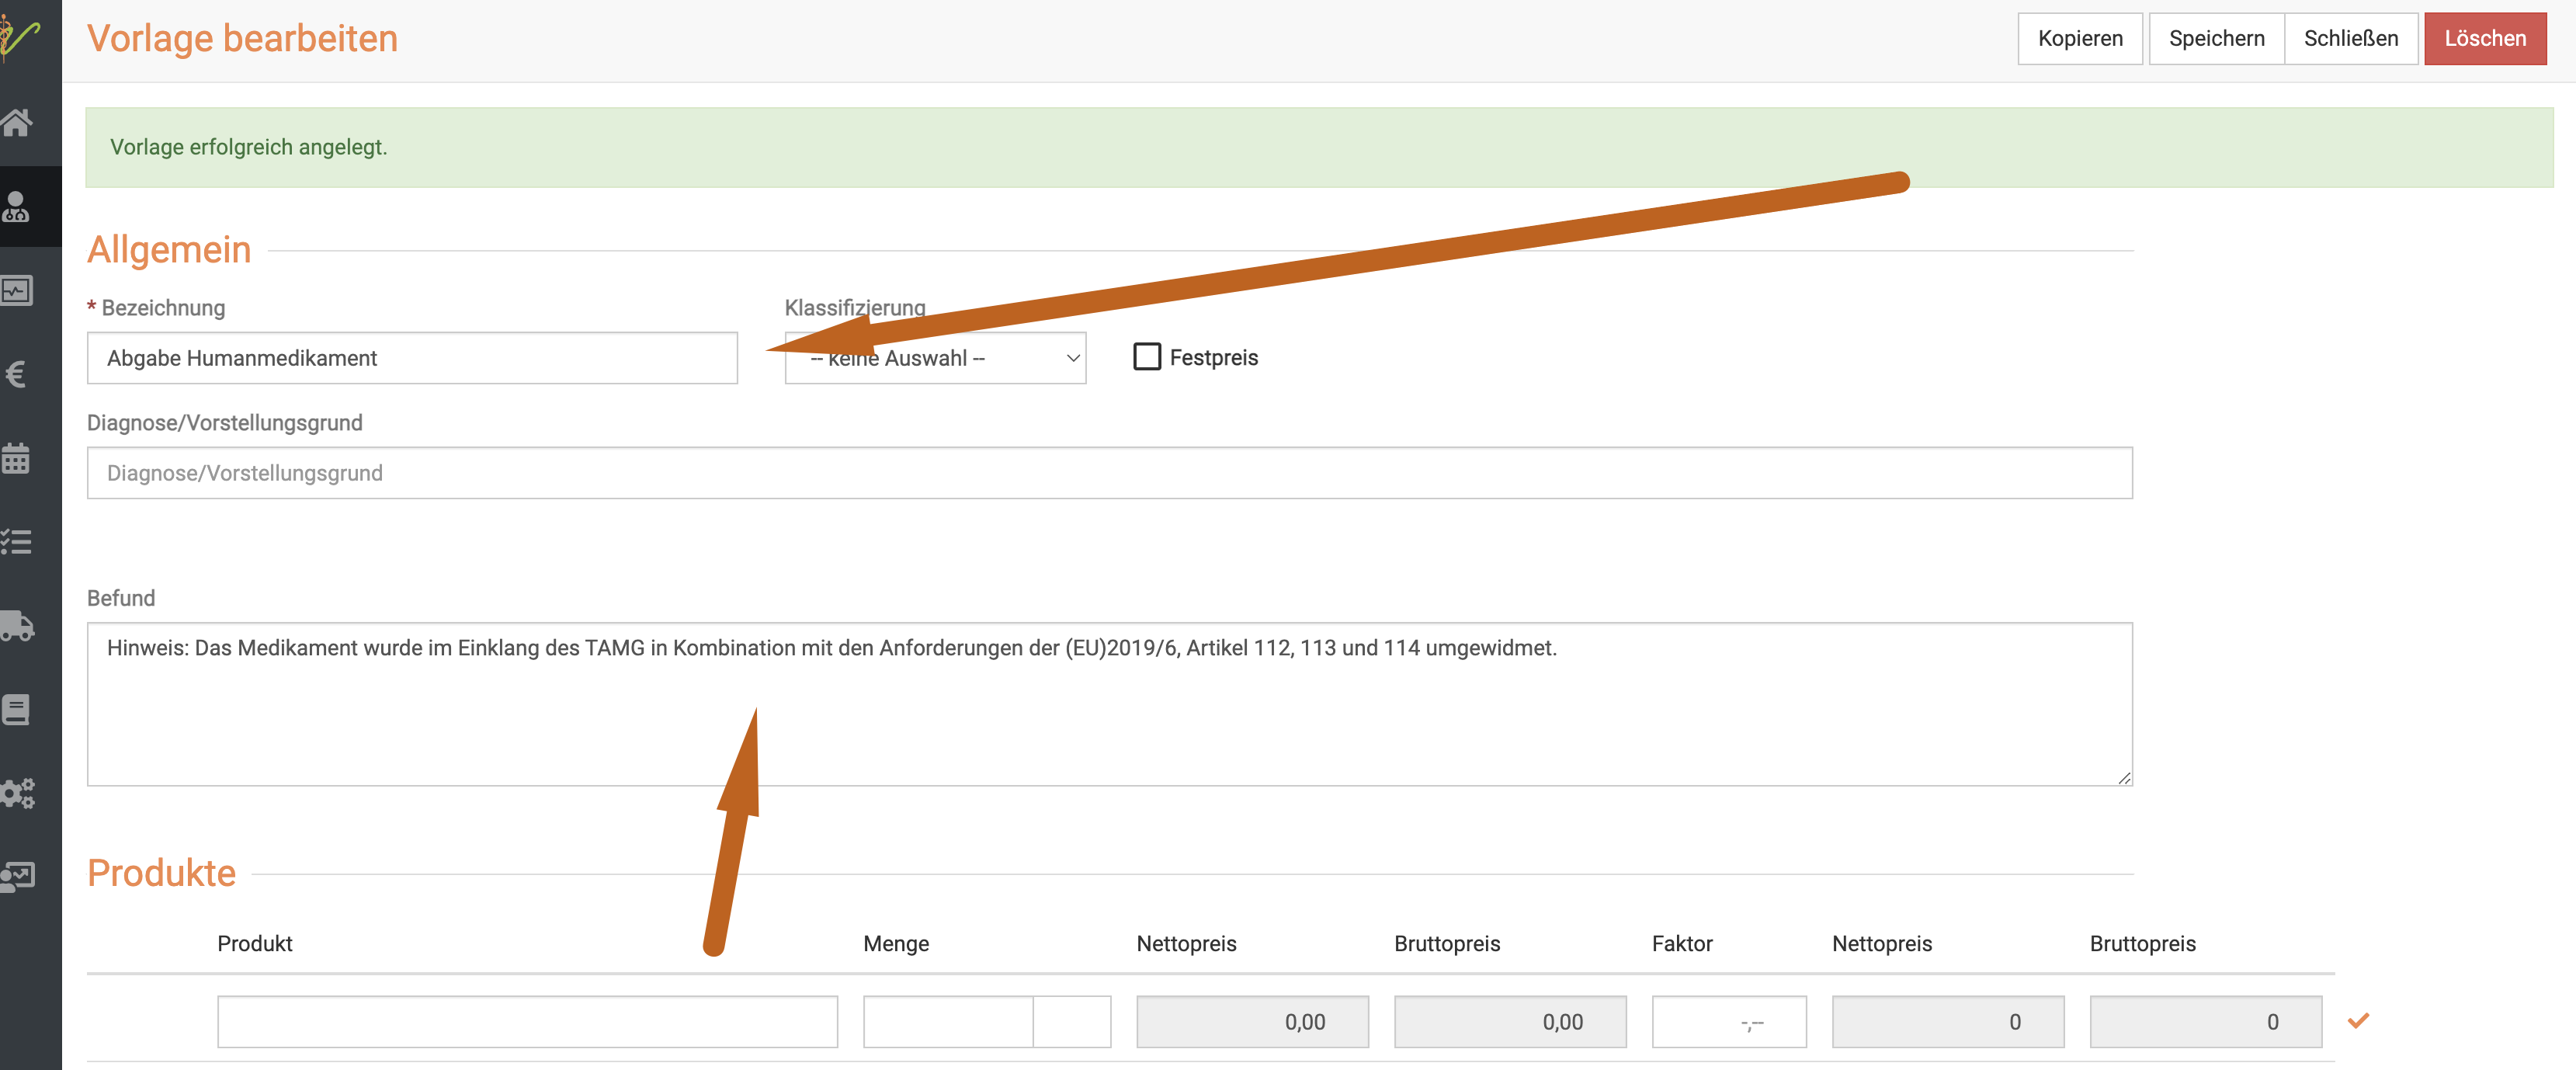 Vorlage bearbeiten
Kopieren
Speichern
Schließen
Löschen
Vorlage erfolgreich angelegt.
Allgemein
* Bezeichnung
Klassifizierung
Abgabe Humanmedikament
-- keine Auswahl --
Festpreis
Diagnose/Vorstellungsgrund
Diagnose/Vorstellungsgrund
Befund
Hinweis: Das Medikament wurde im Einklang des TAMG in Kombination mit den Anforderungen der (EU)2019/6, Artikel 112, 113 und 114 umgewidmet.
Produkte
Produkt Menge Nettopreis Bruttopreis Faktor Nettopreis Bruttopreis
0,00 0,00 -,-- 0 0